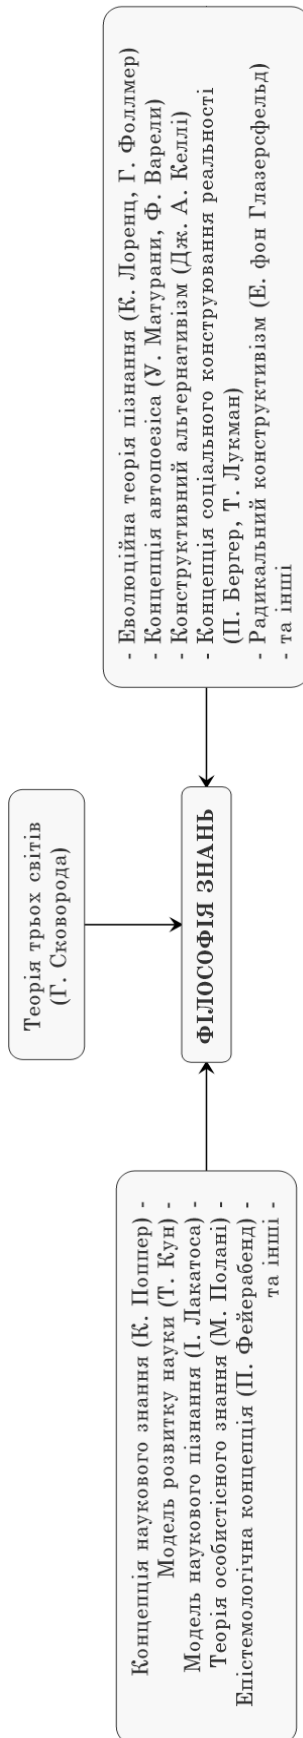 Теорія трьох світів
(Г. Сковорода)
Концепція наукового знання (К. Поппер) -
Модель розвитку науки (Т. Кун) -
Модель наукового пізнання (І. Лакатоса) -
Теорія особистісного знання (М. Полані) -
Епістемологічна концепція (П. Фейерабенд) -
та інші -
ФІЛОСОФІЯ ЗНАНЬ
- Еволюційна теорія пізнання (К. Лоренц, Г. Фоллмер)
- Концепція автопоезіса (У. Матурани, Ф. Варели)
- Конструктивний альтернативізм (Дж. А. Келлі)
- Концепція соціального конструювання реальності
(П. Бергер, Т. Лукман)
- Радикальний конструктивізм (Е. фон Глазерсфельд)
- та інші